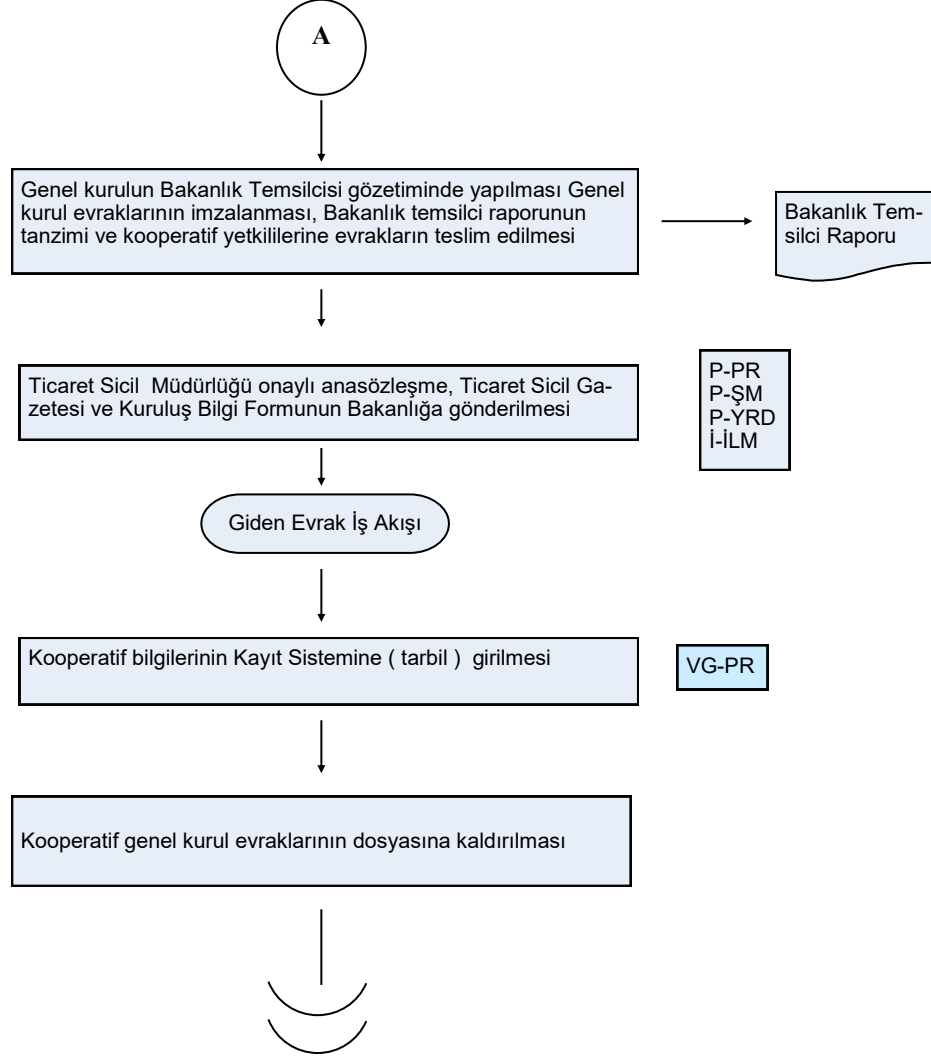 A
Genel kurulun Bakanlık Temsilcisi gözetiminde yapılması Genel
kurul evraklarının imzalanması, Bakanlık temsilci raporunun
tanzimi ve kooperatif yetkililerine evrakların teslim edilmesi
Bakanlık Tem-
silci Raporu
Ticaret Sicil  Müdürlüğü onaylı anasözleşme, Ticaret Sicil Ga-
zetesi ve Kuruluş Bilgi Formunun Bakanlığa gönderilmesi
P-PR
P-ŞM
P-YRD
İ-İLM
Giden Evrak İş Akışı
Kooperatif bilgilerinin Kayıt Sistemine ( tarbil )  girilmesi
VG-PR
Kooperatif genel kurul evraklarının dosyasına kaldırılması